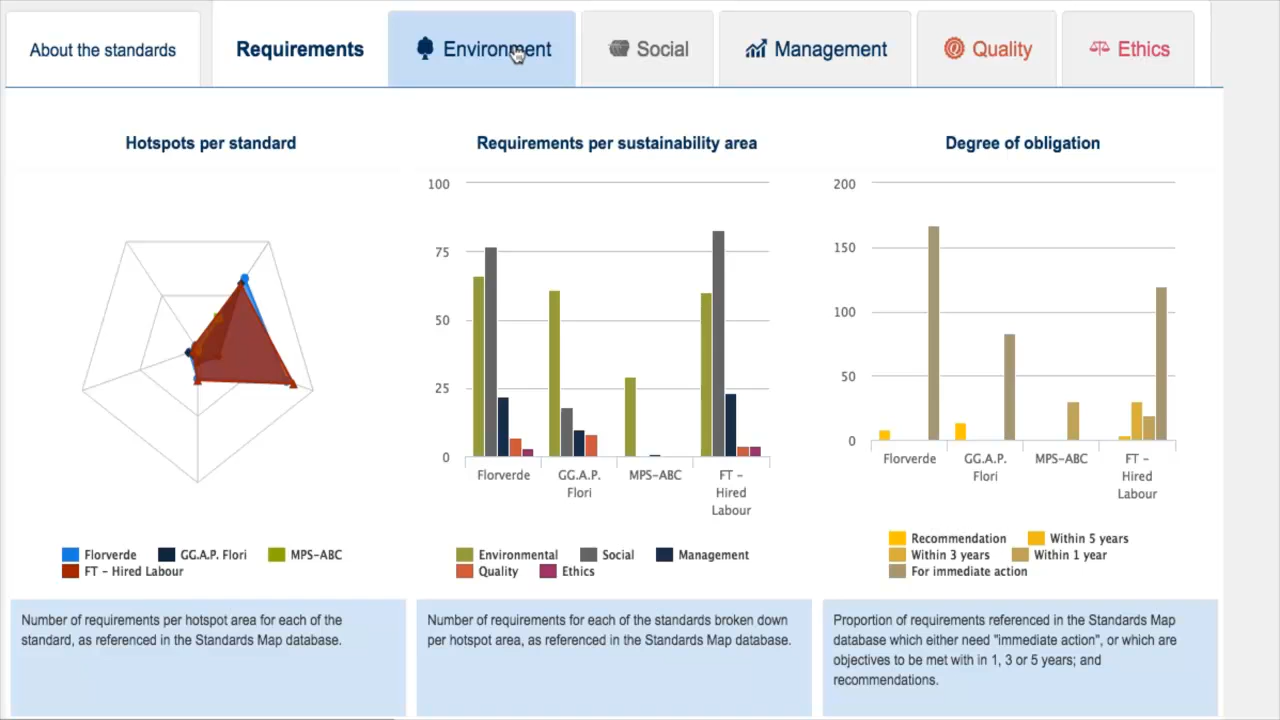 About the standards
Requirements
Environment
Social
Management
Quality
Ethics
Hotspots per standard
Florverde GG.A.P. Flori MPS-ABC
FT - Hired Labour
Number of requirements per hotspot area for each of the
standard, as referenced in the Standards Map database.
Requirements per sustainability area
100
75
50
25
0
Florverde
GG.A.P.
Flori
MPS-ABC
FT -
Hired
Labour
Environmental Social Management
Quality Ethics
Number of requirements for each of the standards broken down
per hotspot area, as referenced in the Standards Map database.
Degree of obligation
200
150
100
50
0
Florverde
GG.A.P.
Flori
MPS-ABC
FT -
Hired
Labour
Recommendation Within 5 years
Within 3 years Within 1 year
For immediate action
Proportion of requirements referenced in the Standards Map
database which either need "immediate action", or which are
objectives to be met with in 1, 3 or 5 years; and
recommendations.